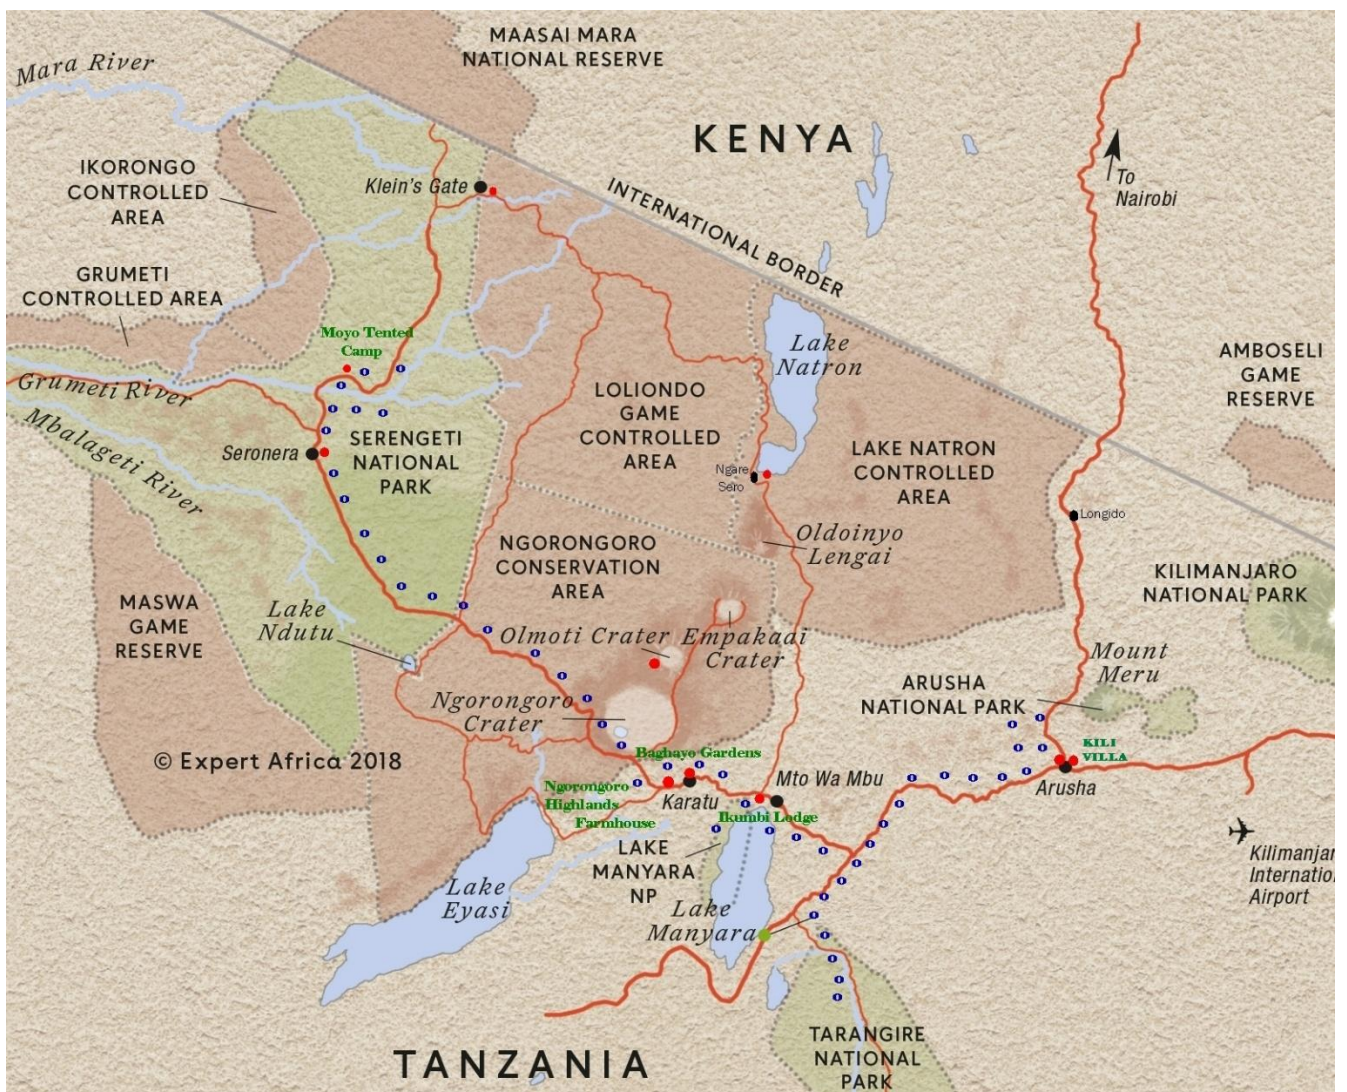 MAASAI MARA
NATIONAL RESERVE
Mara River
KENYA
IKORONGO
CONTROLLED
AREA
Klein's Gate
To
Nairobi
INTERNATIONAL BORDER
GRUMETI
CONTROLLED AREA
Moyo Tented
Camp
Lake
Natron
AMBOSELI
GAME
RESERVE
Grumeti River
Mbalageti River
LOLIONDO
GAME
CONTROLLED
AREA
Seronera
SERENGETI
NATIONAL
PARK
LAKE NATRON
CONTROLLED
AREA
Ngare
Sero
Longido
Oldoinyo
Lengai
NGORONGORO
CONSERVATION
AREA
KILIMANJARO
NATIONAL PARK
MASWA
GAME
RESERVE
Lake
Ndutu
Olmoti Crater
Empakaai
Crater
Mount
Meru
ARUSHA
NATIONAL PARK
Ngorongoro
Crater
© Expert Africa 2018
Baghayo Gardens
KILI
VILLA
Ngorongoro
Highlands
Farmhouse
Karatu
Mto Wa Mbu
Arusha
Ikumbi Lodge
LAKE
MANYARA
NP
Kilimanjar
Internatio
Airport
Lake
Eyasi
Lake
Manyara
TARANGIRE
NATIONAL
PARK
TANZANIA